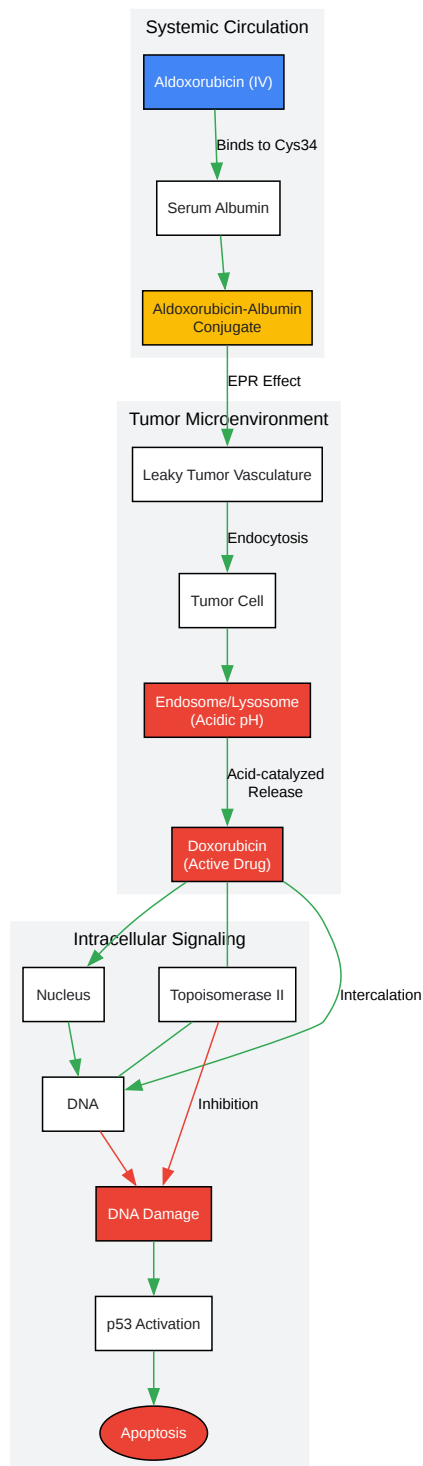 Systemic Circulation
Aldoxorubicin (IV)
Binds to Cys34
Serum Albumin
Aldoxorubicin-Albumin
Conjugate
EPR Effect
Tumor Microenvironment
Leaky Tumor Vasculature
Endocytosis
Tumor Cell
Endosome/Lysosome
(Acidic pH)
Acid-catalyzed
Release
Doxorubicin
(Active Drug)
Intracellular Signaling
Nucleus
Topoisomerase II
Intercalation
DNA
Inhibition
DNA Damage
p53 Activation
Apoptosis